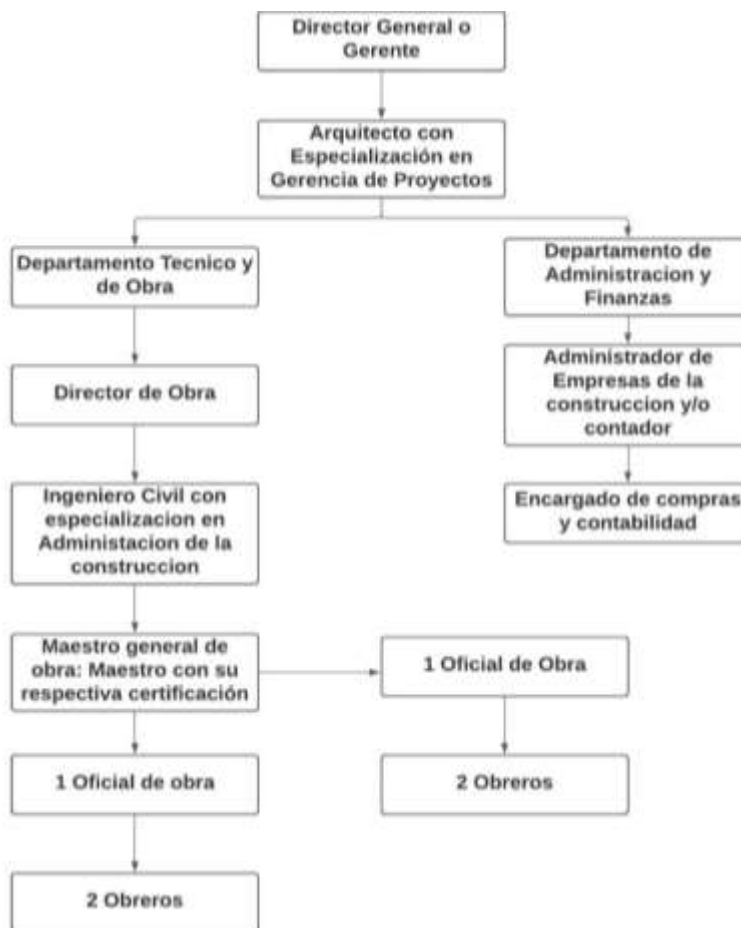 Director General o
Gerente
Arquitecto con
Especialización en
Gerencia de Proyectos
Departamento Tecnico y
de Obra
Departamento de
Administracion y
Finanzas
Director de Obra
Administrador de
Empresas de la
construccion y/o
contador
Ingeniero Civil con
especializacion en
Administacion de la
construccion
Encargado de compras
y contabilidad
Maestro general de
obra: Maestro con su
respectiva certificación
1 Oficial de Obra
1 Oficial de obra
2 Obreros
2 Obreros